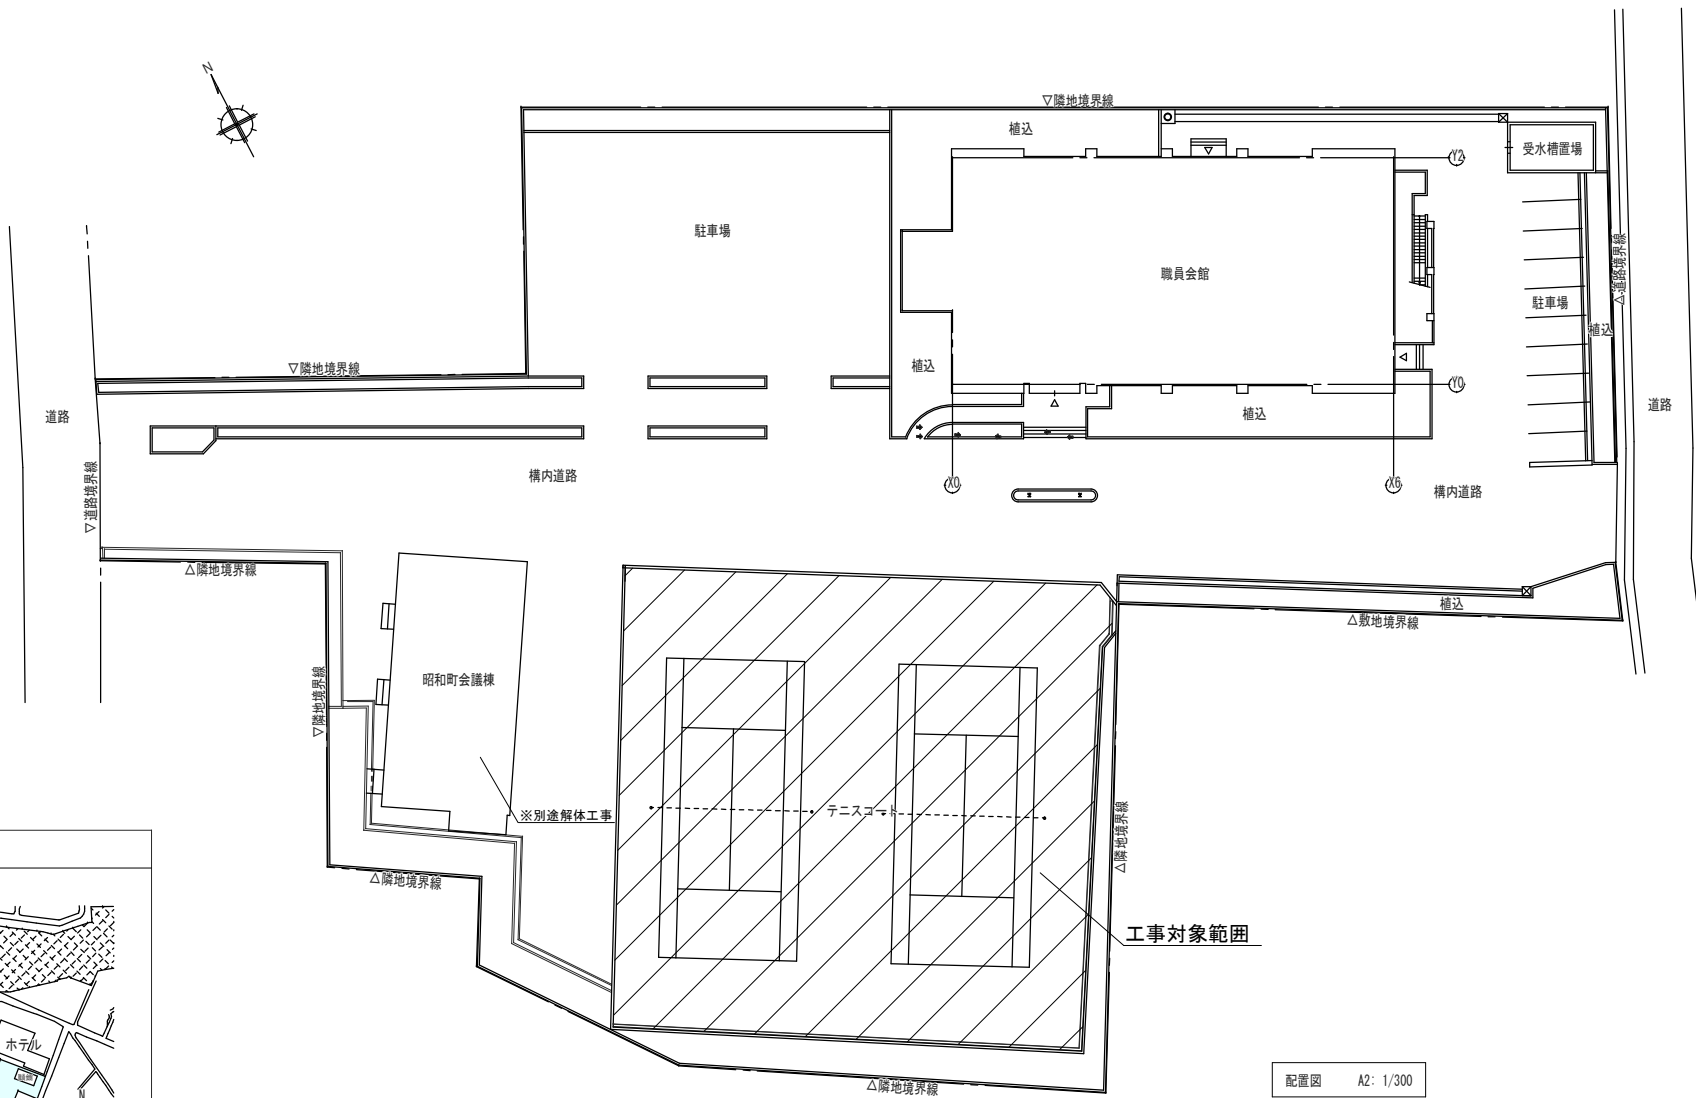 N
▽隣地境界線
植込
受水槽置場
Y2
駐車場
職員会館
△道路境界線
駐車場
植込
▽隣地境界線
植込
Y0
道路
植込
道路
構内道路
X0
X6
構内道路
▽道路境界線
△隣地境界線
植込
△敷地境界線
昭和町会議棟
▽隣地境界線
※別途解体工事
テニスコート
△隣地境界線
△隣地境界線
工事対象範囲
ホテル
N
△隣地境界線
配置図 A2: 1/300